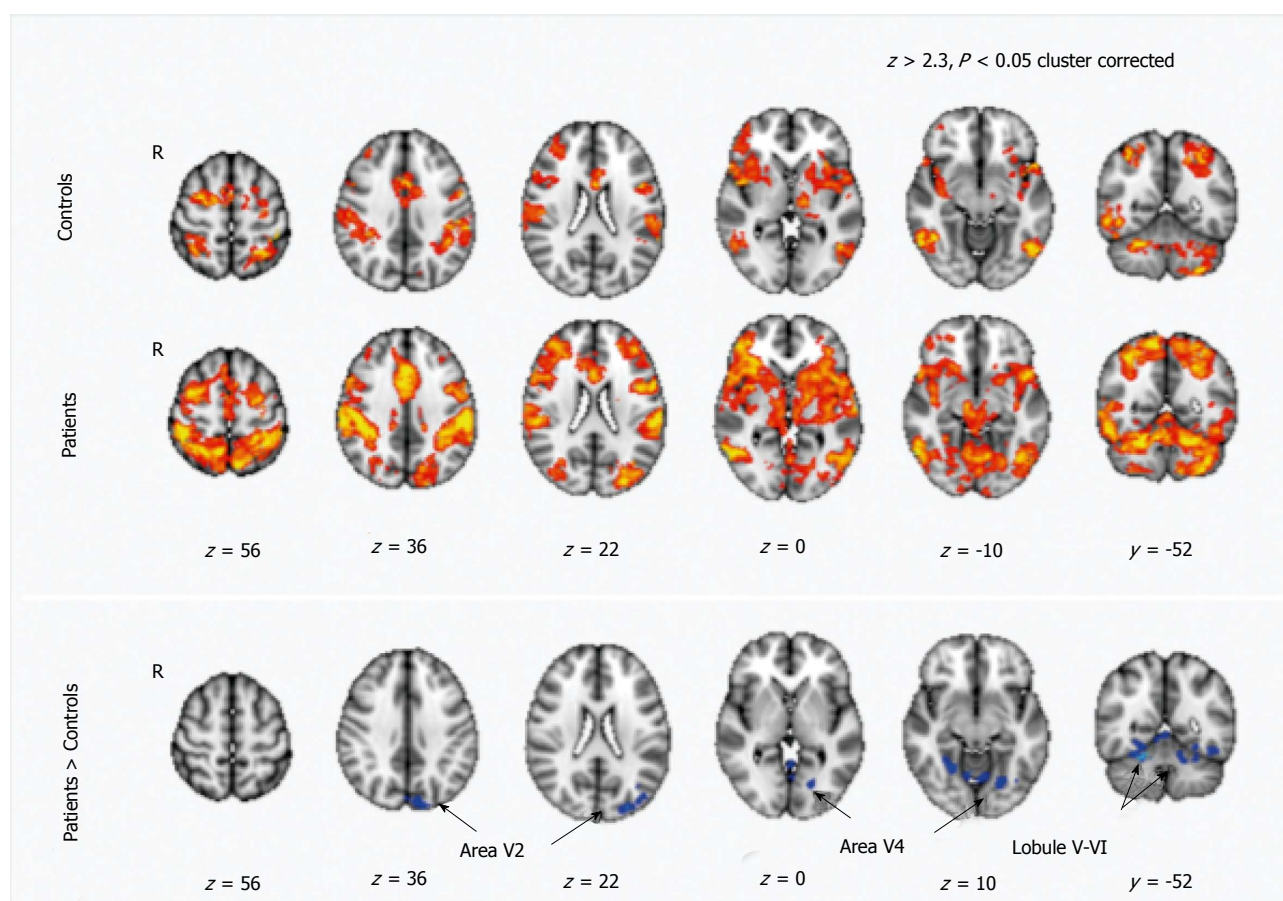 z > 2.3, P < 0.05 cluster corrected
R
Controls
R
Patients
z = 56
z = 36
z = 22
z = 0
z = -10
y = -52
R
Patients > Controls
Area V2
Area V4
Lobule V-VI
z = 56
z = 36
z = 22
z = 0
z = 10
y = -52